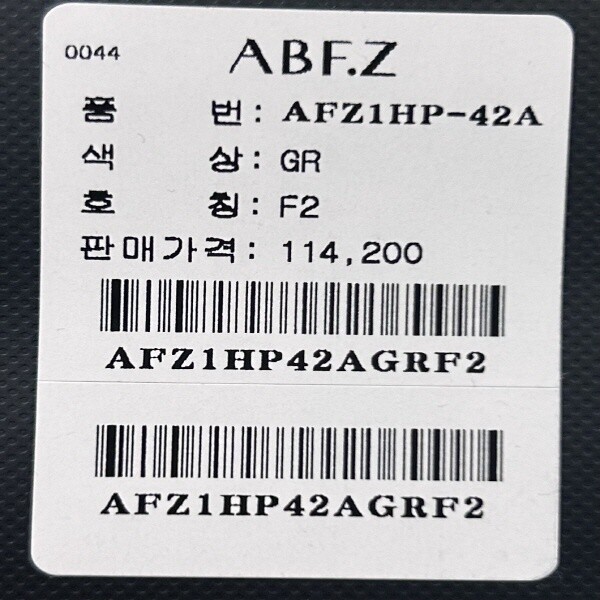 0044 ABF.Z
품 번: AFZ1HP-42A
색 상: GR
호 칭: F2
판매가격: 114,200
AFZ1HP42AGRF2
AFZ1HP42AGRF2